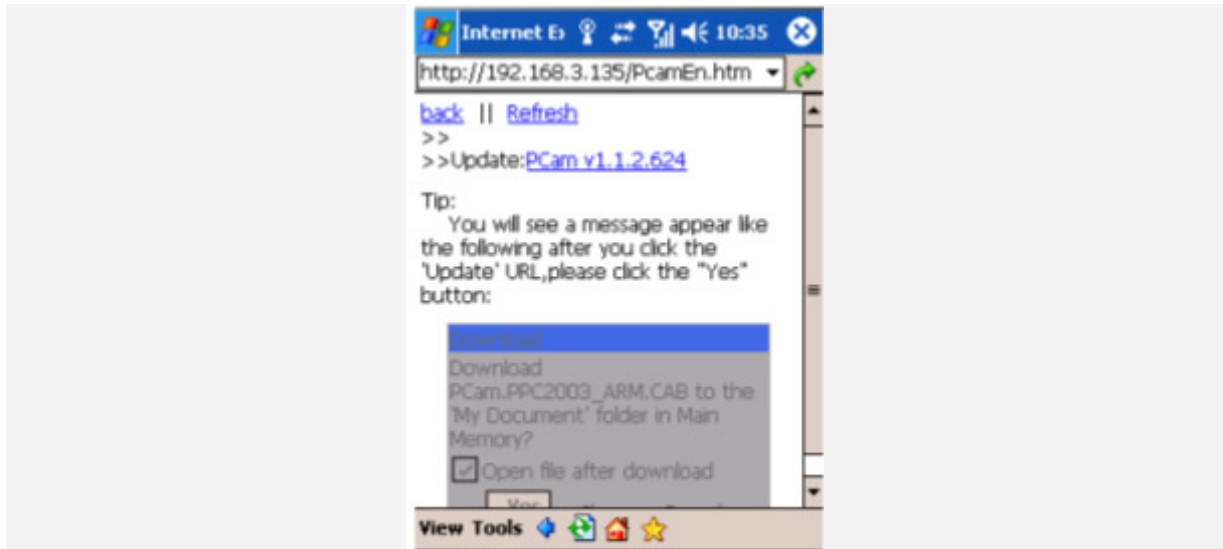 Internet E 10:35
http://192.168.3.135/PcamEn.htm
back || Refresh
>>
>>Update:PCam v1.1.2.624
Tip:
You will see a message appear like
the following after you click the
'Update' URL,please click the "Yes"
button:
Download
Download
PCam.PPC2003_ARM.CAB to the
'My Document' folder in Main
Memory?
Open file after download
Yes
View Tools